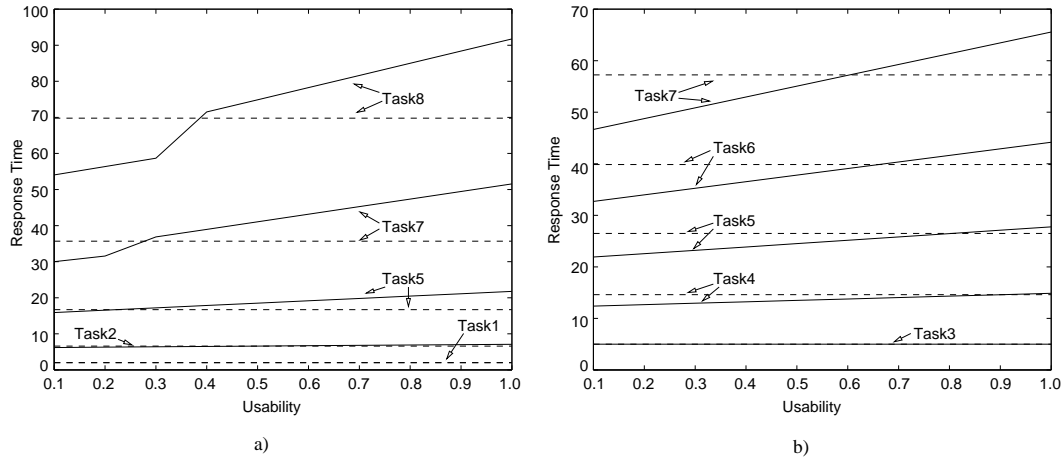 100
90
80
70
60
50
40
30
20
10
0
Response Time
Task8
Task7
Task5
Task2
Task1
0.1 0.2 0.3 0.4 0.5 0.6 0.7 0.8 0.9 1.0
Usability
a)
70
60
50
40
30
20
10
0
Response Time
Task7
Task6
Task5
Task4
Task3
0.1 0.2 0.3 0.4 0.5 0.6 0.7 0.8 0.9 1.0
Usability
b)